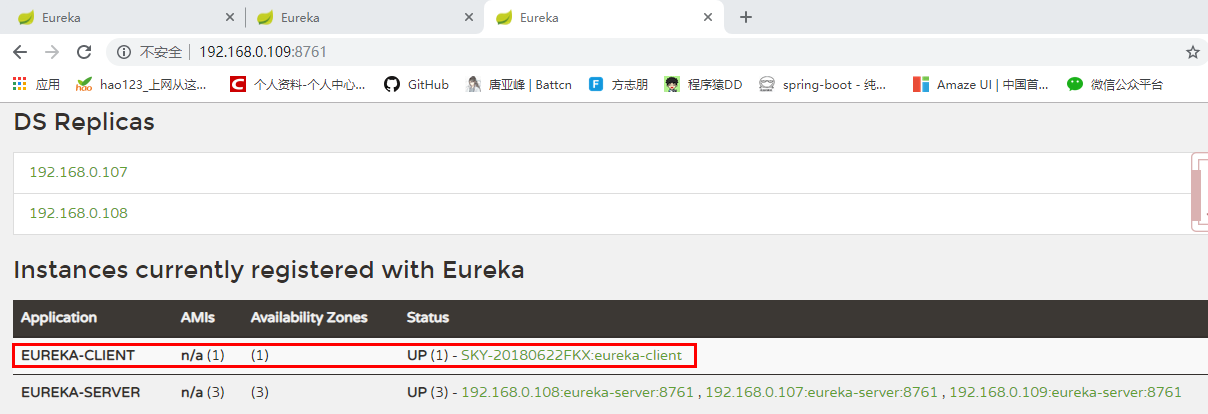 Eureka Eureka Eureka
不安全 192.168.0.109:8761
应用 hao123_上网从这... 个人资料-个人中心... GitHub 唐亚峰 | Battcn 方志朋 程序猿DD spring-boot - 纯... Amaze UI | 中国首... 微信公众平台
DS Replicas
192.168.0.107
192.168.0.108
Instances currently registered with Eureka
Application AMIs Availability Zones Status
EUREKA-CLIENT n/a (1) (1) UP (1) - SKY-20180622FKX:eureka-client
EUREKA-SERVER n/a (3) (3) UP (3) - 192.168.0.108:eureka-server:8761 , 192.168.0.107:eureka-server:8761 , 192.168.0.109:eureka-server:8761